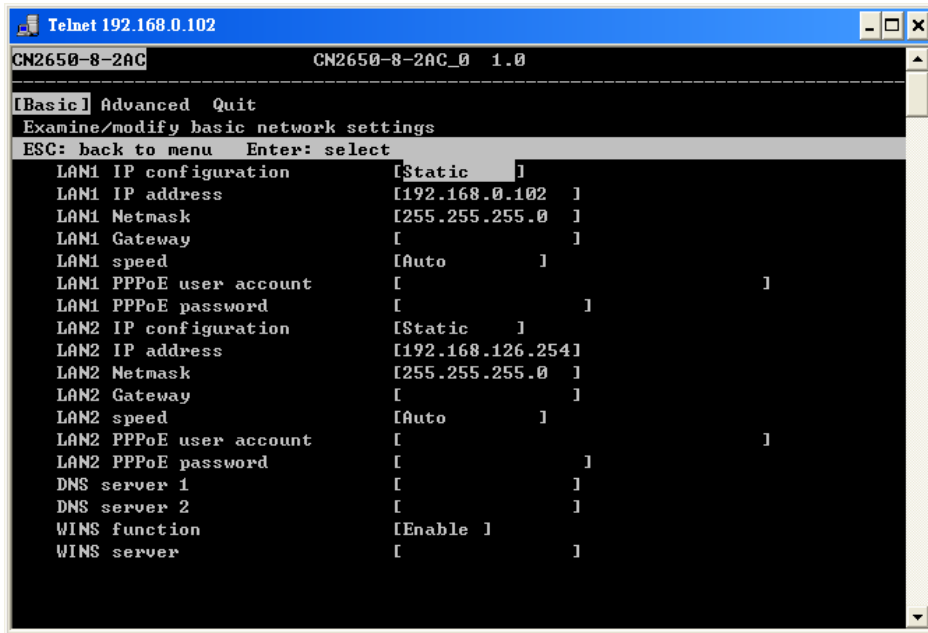 Telnet 192.168.0.102
CN2650-8-2AC CN2650-8-2AC_0 1.0
[Basic] Advanced Quit
Examine/modify basic network settings
ESC: back to menu Enter: select
LAN1 IP configuration [Static ]
LAN1 IP address [192.168.0.102 ]
LAN1 Netmask [255.255.255.0 ]
LAN1 Gateway [ ]
LAN1 speed [Auto ]
LAN1 PPPoE user account [ ]
LAN1 PPPoE password [ ]
LAN2 IP configuration [Static ]
LAN2 IP address [192.168.126.254]
LAN2 Netmask [255.255.255.0 ]
LAN2 Gateway [ ]
LAN2 speed [Auto ]
LAN2 PPPoE user account [ ]
LAN2 PPPoE password [ ]
DNS server 1 [ ]
DNS server 2 [ ]
WINS function [Enable ]
WINS server [ ]